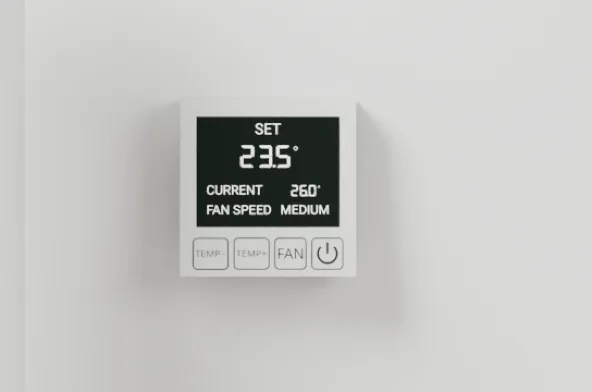 SET
23.5°
CURRENT 26.0°
FAN SPEED MEDIUM
TEMP- TEMP+ FAN